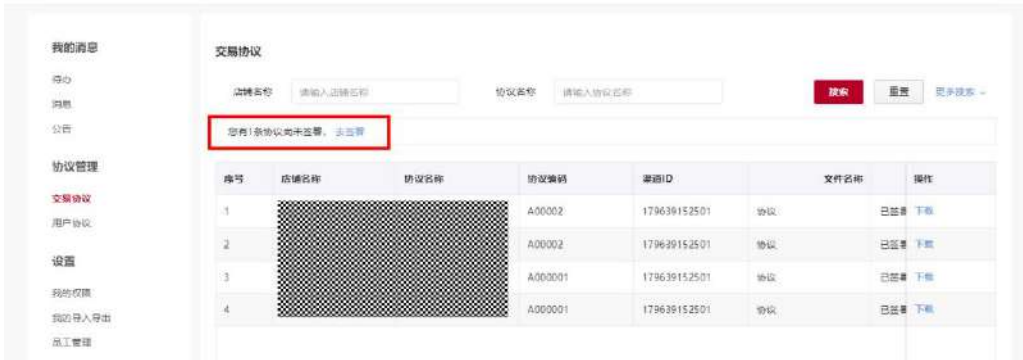 我的消息
待办
消息
公告
协议管理
交易协议
用户协议
设置
我的权限
我的导入导出
员工管理
交易协议
店铺名称 请输入店铺名称 协议名称 请输入协议名称 搜索 重置 更多搜索
您有1条协议尚未签署, 去签署
序号 店铺名称 协议名称 协议编码 渠道ID 文件名称 操作
1 A00002 179639152501 协议 已签署 下载
2 A00002 179639152501 协议 已签署 下载
3 A000001 179639152501 协议 已签署 下载
4 A000001 179639152501 协议 已签署 下载